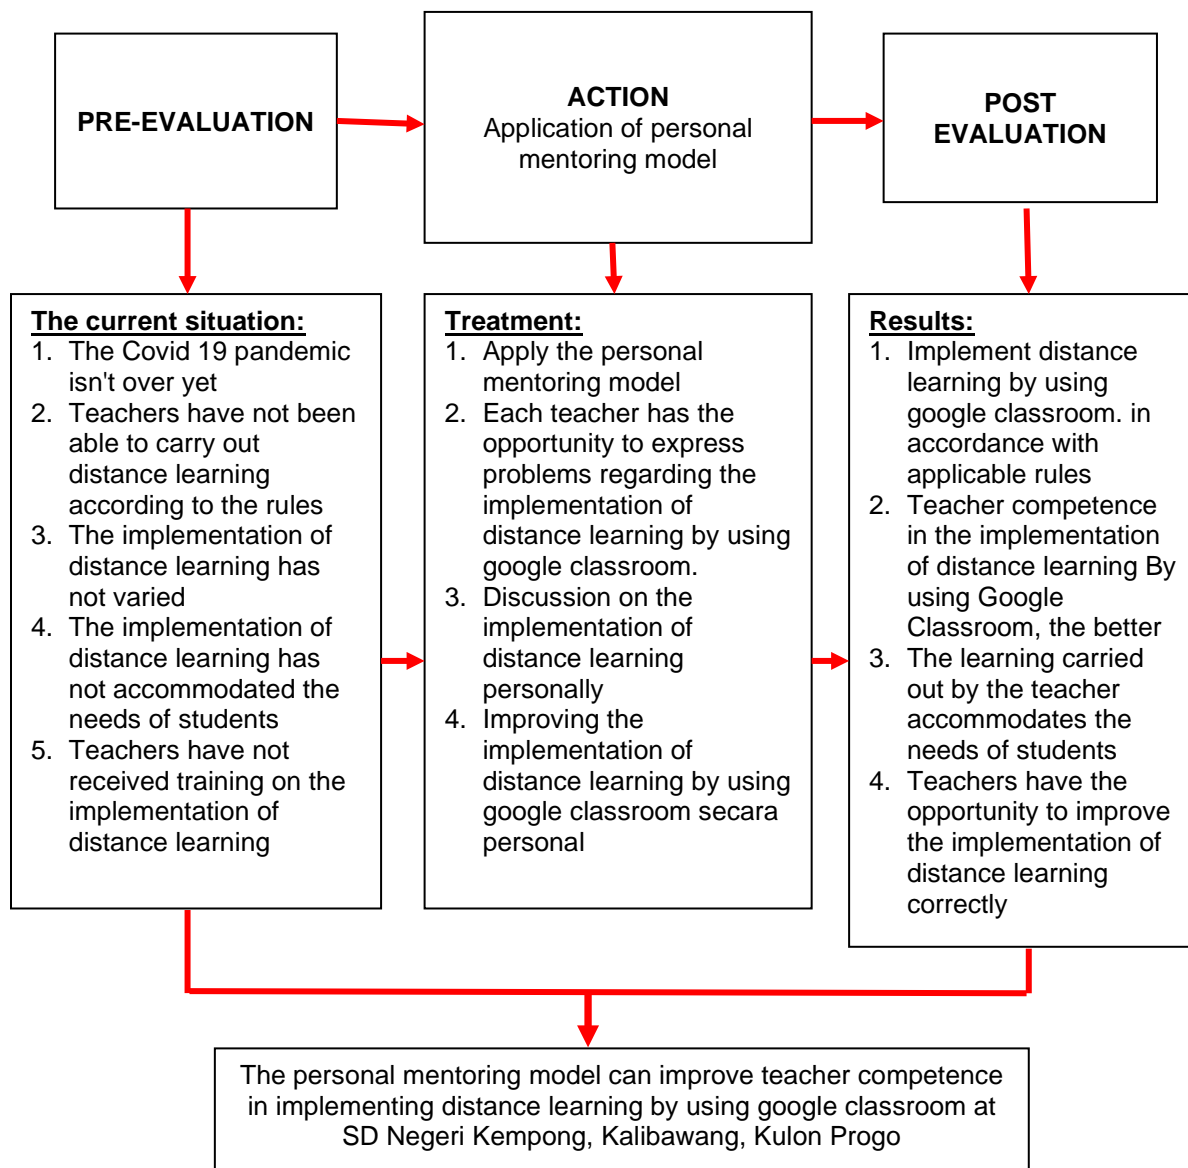 PRE-EVALUATION
ACTION
Application of personal
mentoring model
POST
EVALUATION
The current situation:
1. The Covid 19 pandemic
isn't over yet
2. Teachers have not been
able to carry out
distance learning
according to the rules
3. The implementation of
distance learning has
not varied
4. The implementation of
distance learning has
not accommodated the
needs of students
5. Teachers have not
received training on the
implementation of
distance learning
Treatment:
1. Apply the personal
mentoring model
2. Each teacher has the
opportunity to express
problems regarding the
implementation of
distance learning by using
google classroom.
3. Discussion on the
implementation of
distance learning
personally
4. Improving the
implementation of
distance learning by using
google classroom secara
personal
Results:
1. Implement distance
learning by using
google classroom. in
accordance with
applicable rules
2. Teacher competence
in the implementation
of distance learning By
using Google
Classroom, the better
3. The learning carried
out by the teacher
accommodates the
needs of students
4. Teachers have the
opportunity to improve
the implementation of
distance learning
correctly
The personal mentoring model can improve teacher competence
in implementing distance learning by using google classroom at
SD Negeri Kempong, Kalibawang, Kulon Progo